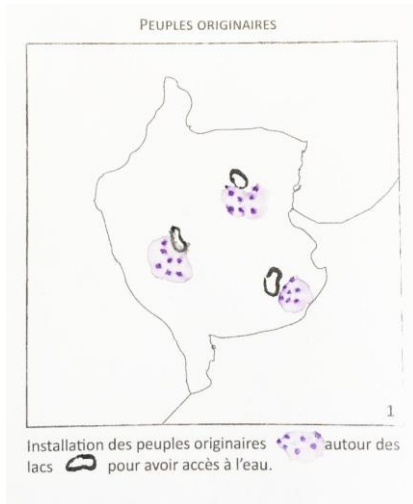 PEUPLES ORIGINAIRES
1
Installation des peuples originaires autour des
lacs pour avoir accès à l'eau.